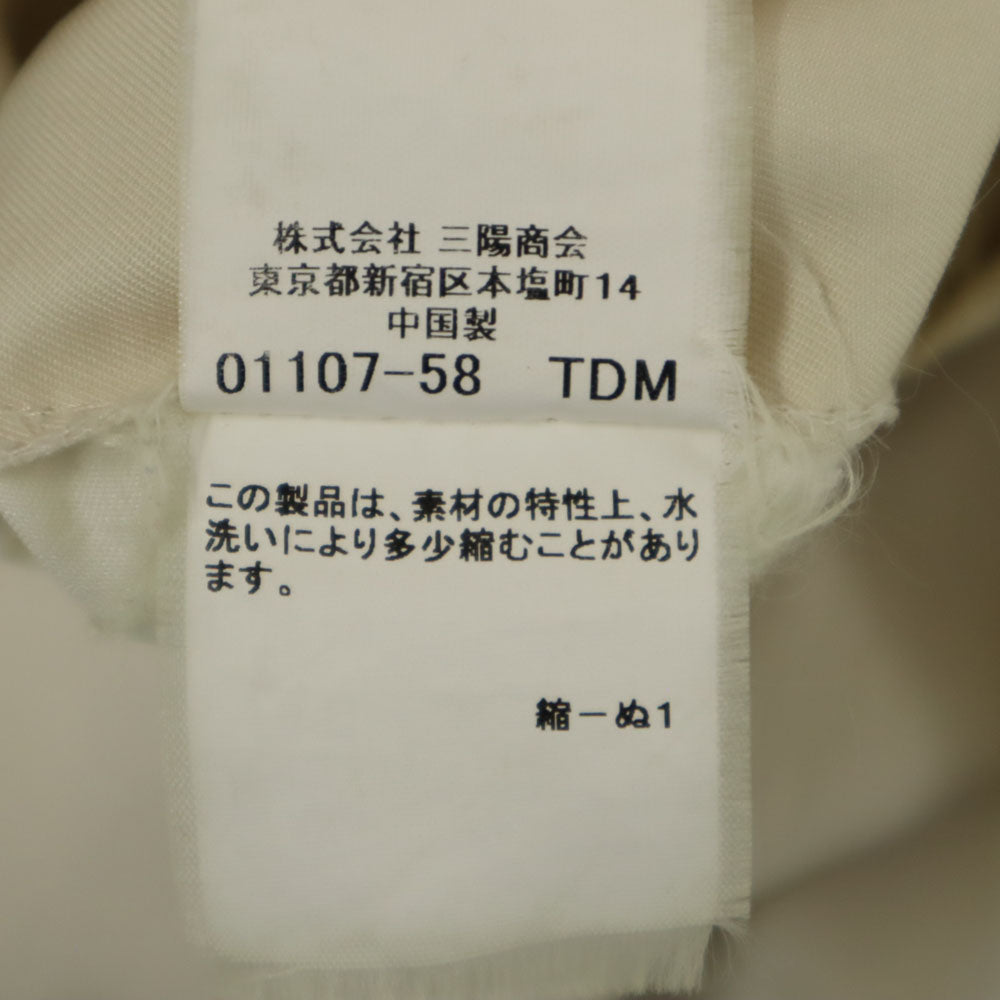 株式会社 三陽商会
東京都新宿区本塩町14
中国製
01107-58 TDM
この製品は、素材の特性上、水
洗いにより多少縮むことがあり
ます。
縮－ぬ1